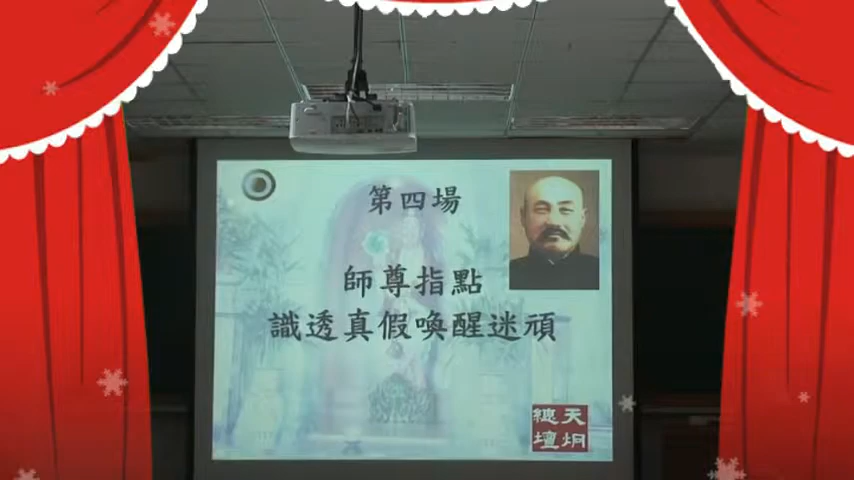 第四場
師尊指點
識透真假喚醒迷頑
天炯
總壇